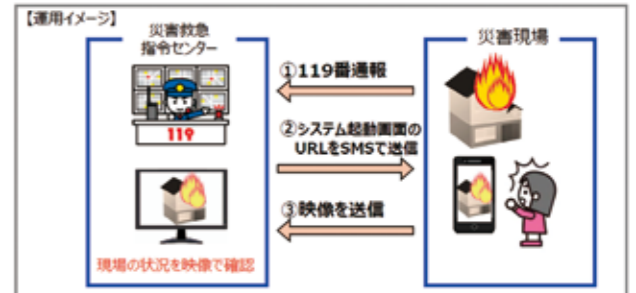 【運用イメージ】
災害救急
指令センター
119
現場の状況を映像で確認
①119番通報
②システム起動画面の
URLをSMSで送信
③映像を送信
災害現場